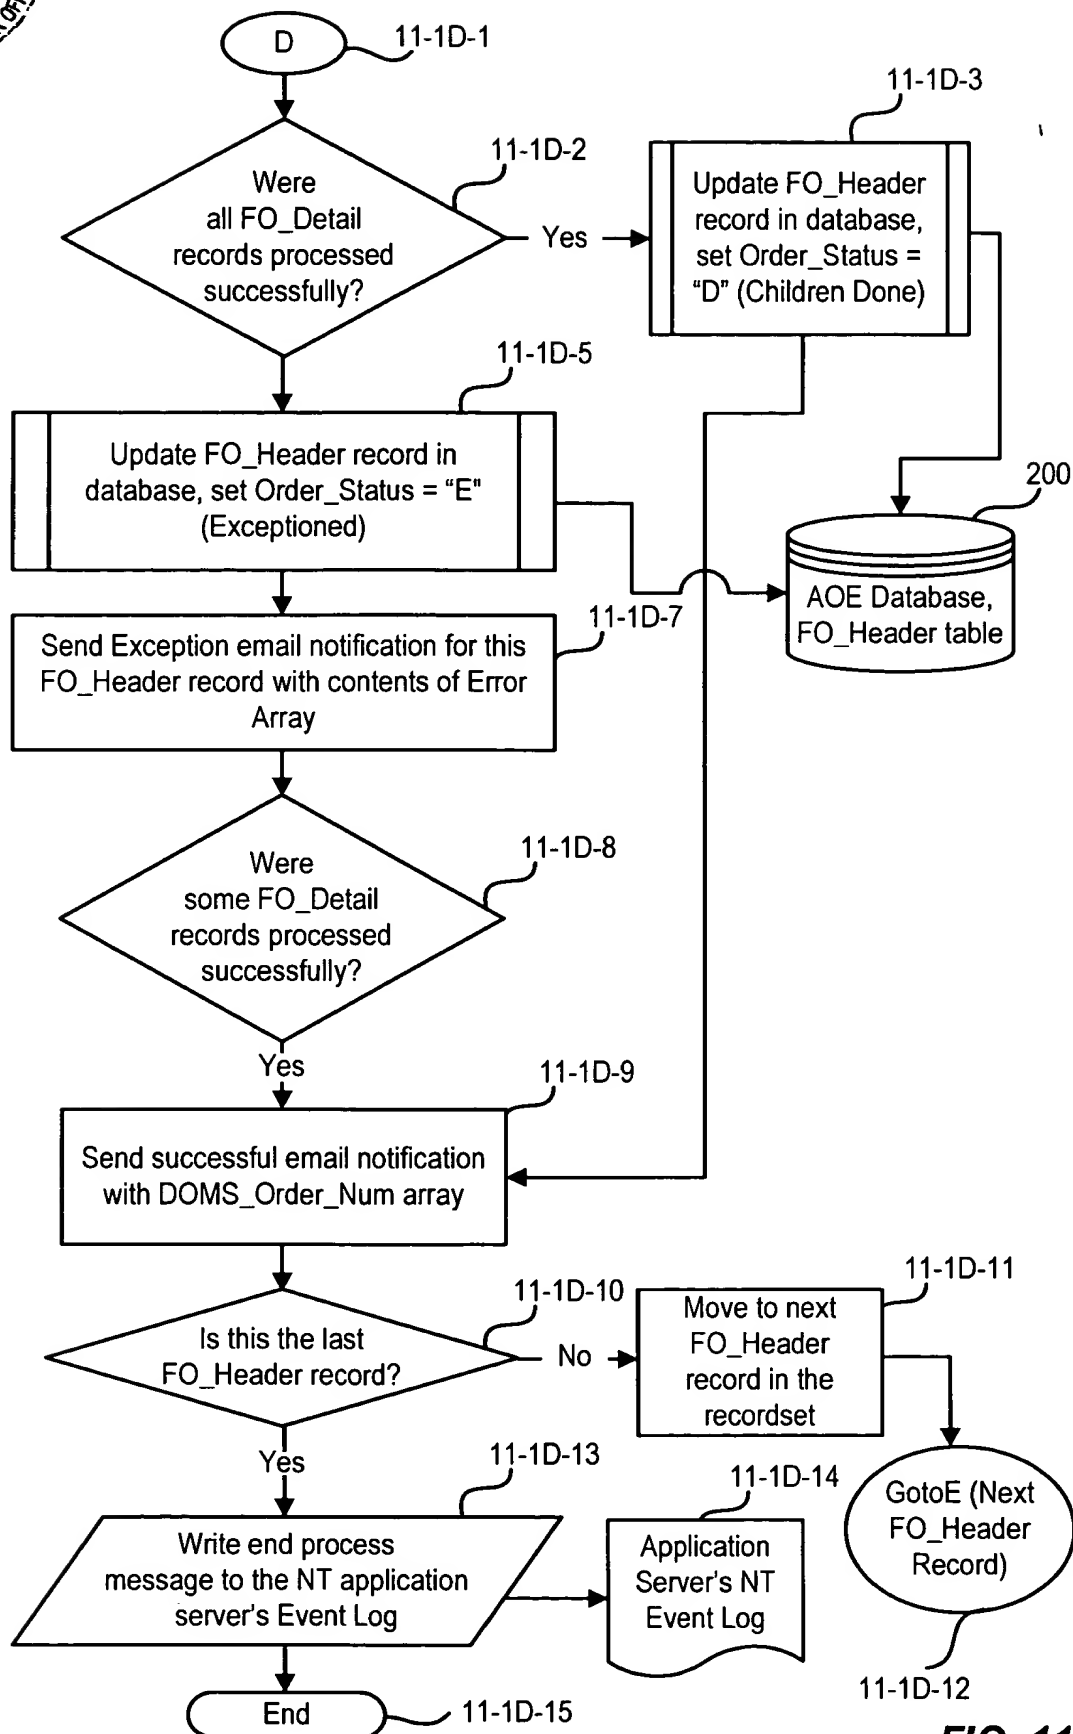 D
11-1D-1
11-1D-3
11-1D-2
Were
all FO_Detail
records processed
successfully?
Yes
Update FO_Header
record in database,
set Order_Status =
“D” (Children Done)
11-1D-5
Update FO_Header record in
database, set Order_Status = “E”
(Exceptioned)
200
AOE Database,
FO_Header table
11-1D-7
Send Exception email notification for this
FO_Header record with contents of Error
Array
11-1D-8
Were
some FO_Detail
records processed
successfully?
Yes
11-1D-9
Send successful email notification
with DOMS_Order_Num array
11-1D-10
Is this the last
FO_Header record?
No
11-1D-11
Move to next
FO_Header
record in the
recordset
Yes
11-1D-13
11-1D-14
GotoE (Next
FO_Header
Record)
Write end process
message to the NT application
server's Event Log
Application
Server's NT
Event Log
11-1D-12
End
11-1D-15